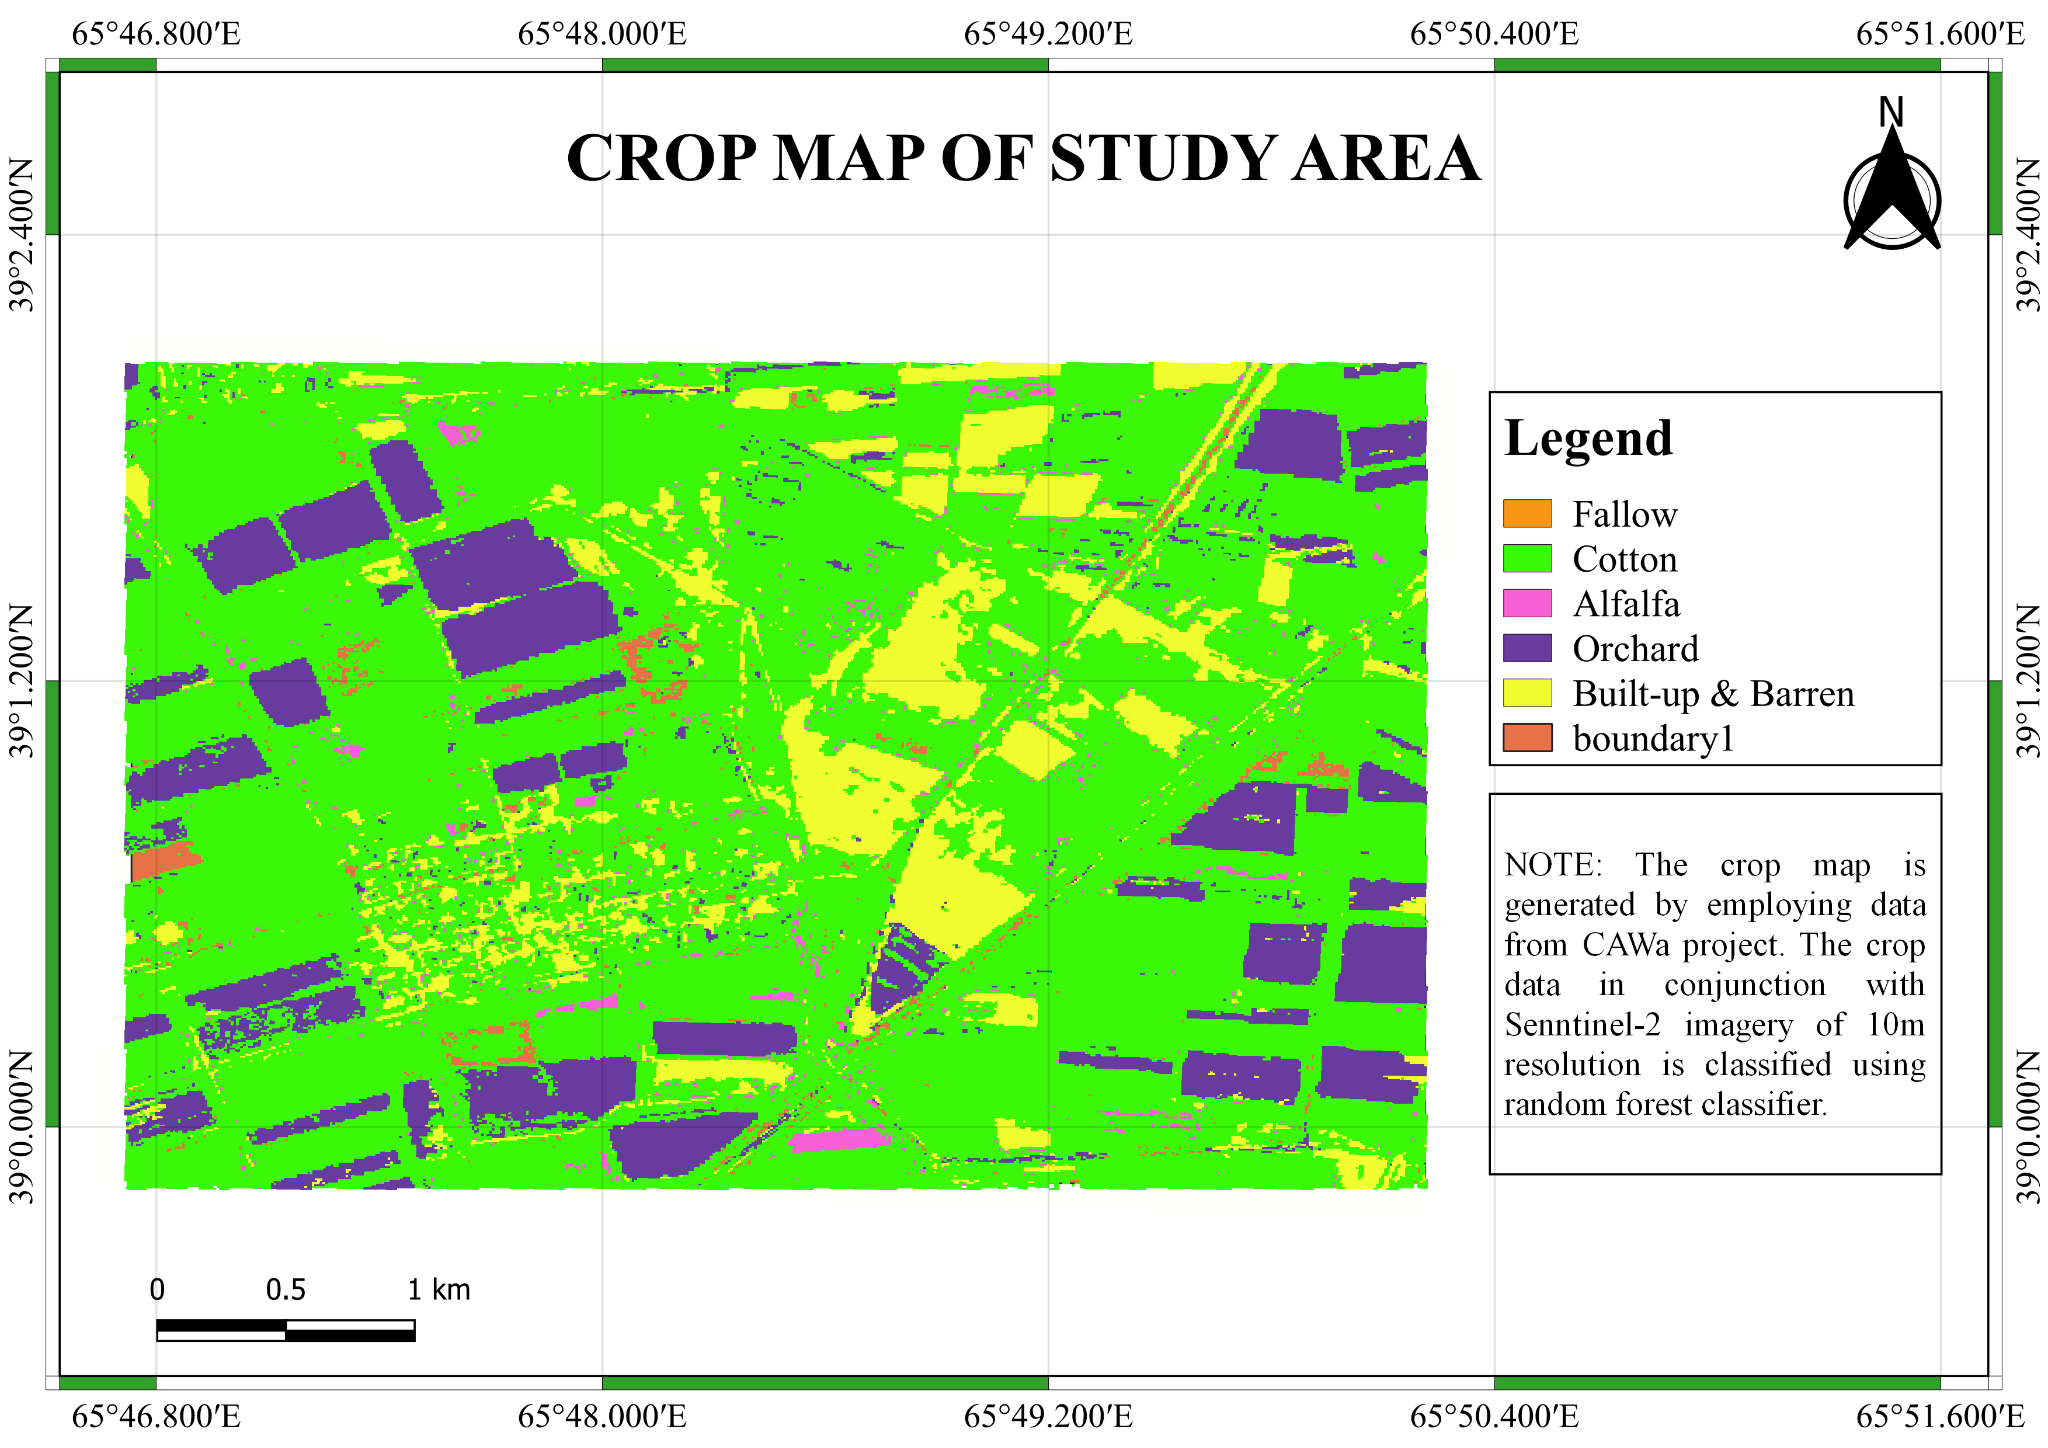 65°46.800′E 65°48.000′E 65°49.200′E 65°50.400′E 65°51.600′E
N
CROP MAP OF STUDY AREA
39°2.400′N
39°2.400′N
39°1.200′N
39°1.200′N
39°0.000′N
39°0.000′N
Legend
Fallow
Cotton
Alfalfa
Orchard
Built-up & Barren
boundary1
NOTE: The crop map is
generated by employing data
from CAWa project. The crop
data in conjunction with
Senntinel-2 imagery of 10m
resolution is classified using
random forest classifier.
0 0.5 1 km
65°46.800′E 65°48.000′E 65°49.200′E 65°50.400′E 65°51.600′E